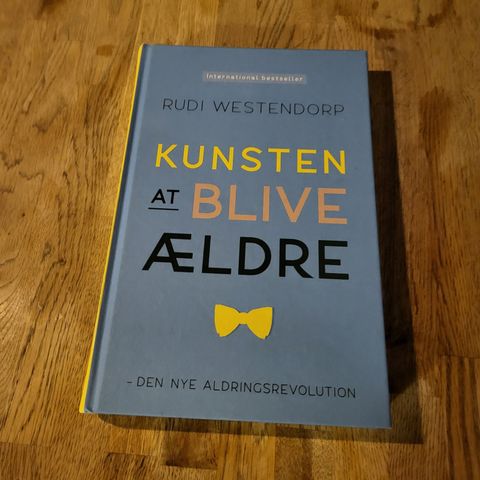 International bestseller
RUDI WESTENDORP
KUNSTEN
AT BLIVE
ÆLDRE
- DEN NYE ALDRINGSREVOLUTION